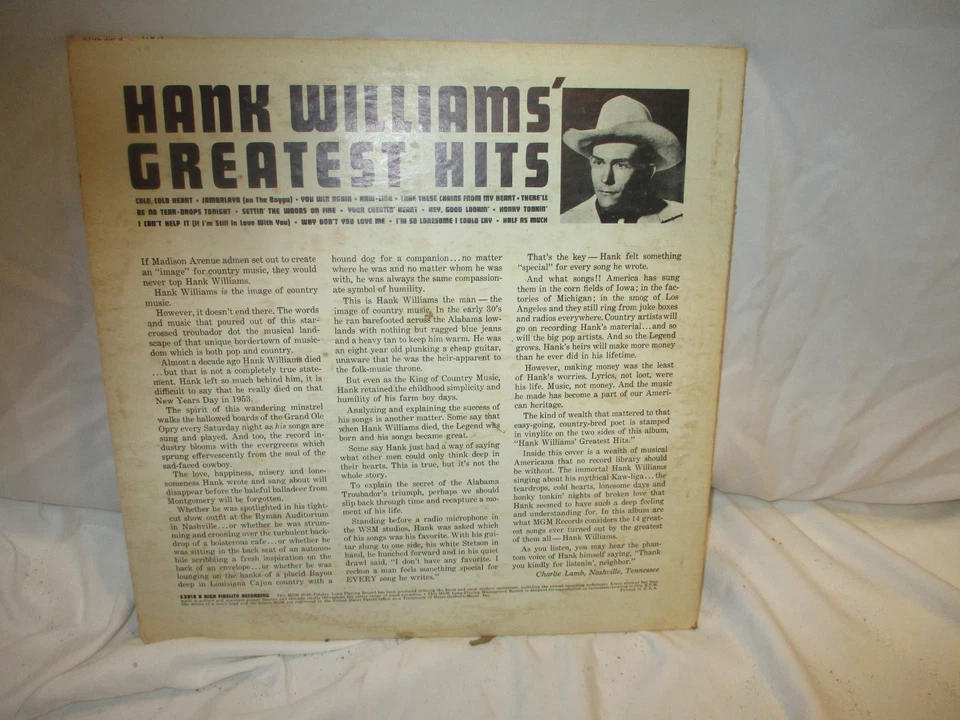 HANK WILLIAMS'
GREATEST HITS
COLD, COLD HEART • JAMBALAYA (on The Bayyu) • YOU WIN AGAIN • KAW-LIGA • TAKE THESE CHAINS FROM MY HEART • THERE'LL
BE NO TEAR-DROPS TONIGHT • SETTIN' THE WOODS ON FIRE • YOUR CHEATIN' HEART • HEY, GOOD LOOKIN' • HONKY TONKIN'
I CAN'T HELP IT (If I'm Still in Love With You) • WHY DON'T YOU LOVE ME • I'M SO LONESOME I COULD CRY • HALF AS MUCH
If Madison Avenue admen set out to create
an "image" for country music, they would
never top Hank Williams.
Hank Williams is the image of country
music.
However, it doesn't end there. The words
and music that poured out of this star-
crossed troubador dot the musical land-
scape of that unique bordertown of music-
dom which is both pop and country.
Almost a decade ago Hank Williams died
...but that is not a completely true state-
ment. Hank left so much behind him, it is
difficult to say that he really died on that
New Years Day in 1953.
The spirit of this wandering minstrel
walks the hallowed boards of the Grand Ole
Opry every Saturday night as his songs are
sung and played. And too, the record in-
dustry blooms with the evergreens which
sprung effervescently from the soul of the
sad-faced cowboy.
The love, happiness, misery and lone-
someness Hank wrote and sang about will
disappear before the baleful balladeer from
Montgomery will be forgotten.
Whether he was spotlighted in his tight-
cut show outfit at the Ryman Auditorium
in Nashville...or whether he was strum-
ming and crooning over the turbulent back-
drop of a boisterous cafe...or whether he
was sitting in the back seat of an automo-
bile scribbling a fresh inspiration on the
back of an envelope...or whether he was
lounging on the banks of a placid Bayou
deep in Louisiana Cajun country with a
hound dog for a companion...no matter
where he was and no matter whom he was
with, he was always the same compassion-
ate symbol of humility.
This is Hank Williams the man—the
image of country music. In the early 30's
he ran barefooted across the Alabama low-
lands with nothing but ragged blue jeans
and a heavy tan to keep him warm. He was
an eight year old plunking a cheap guitar,
unaware that he was the heir-apparent to
the folk-music throne.
But even as the King of Country Music,
Hank retained the childhood simplicity and
humility of his farm boy days.
Analyzing and explaining the success of
his songs is another matter. Some say that
when Hank Williams died, the Legend was
born and his songs became great.
Some say Hank just had a way of saying
what other men could only think deep in
their hearts. This is true, but it's not the
whole story.
To explain the secret of the Alabama
Troubador's triumph, perhaps we should
slip back through time and recapture a mo-
ment of his life.
Standing before a radio microphone in
the WSM studios, Hank was asked which
of his songs was his favorite. With his gui-
tar slung to one side, his white Stetson in
hand, he hunched forward and in his quiet
drawl said, "I don't have any favorite. I
reckon a man feels something special for
EVERY song he writes."
That's the key—Hank felt something
"special" for every song he wrote.
And what songs!! America has sung
them in the corn fields of Iowa; in the fac-
tories of Michigan; in the smog of Los
Angeles and they still ring from juke boxes
and radios everywhere. Country artists will
go on recording Hank's material...and so
will the big pop artists. And so the Legend
grows. Hank's heirs will make more money
than he ever did in his lifetime.
However, making money was the least
of Hank's worries. Lyrics, not loot, were
his life. Music, not money. And the music
he made has become a part of our Ameri-
can heritage.
The kind of wealth that mattered to that
easy-going, country-bred poet is stamped
in vinylite on the two sides of this album,
"Hank Williams' Greatest Hits."
Inside this cover is a wealth of musical
Americana that no record library should
be without. The immortal Hank Williams
singing about his mythical Kaw-liga...the
teardrops, cold hearts, lonesome days and
honky tonkin' nights of broken love that
Hank seemed to have such a deep feeling
and understanding for. In this album are
what MGM Records considers the 14 great-
est songs ever turned out by the greatest
of them all—Hank Williams.
As you listen, you may hear the phan-
tom voice of Hank himself saying, "Thank
you kindly for listenin', neighbor."
Charlie Lamb, Nashville, Tennessee
HIGH FIDELITY RECORDING
Printed in U.S.A.